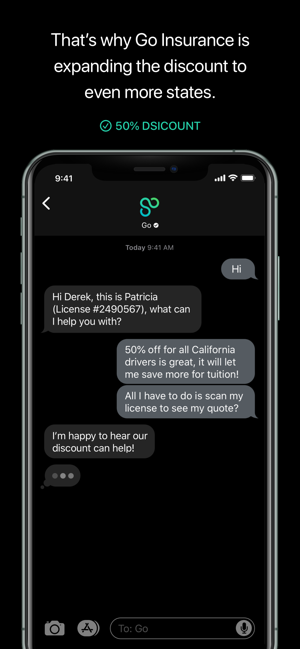 That's why Go Insurance is
expanding the discount to
even more states.
50% DSICOUNT
9:41
Go
Today 9:41 AM
Hi
Hi Derek, this is Patricia
(License #2490567), what can
I help you with?
50% off for all California
drivers is great, it will let
me save more for tuition!
All I have to do is scan my
license to see my quote?
I'm happy to hear our
discount can help!
To: Go